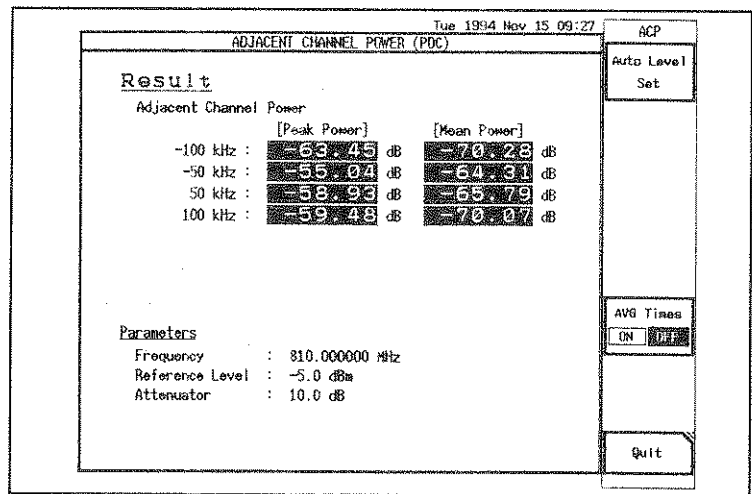 Tue 1994 Nov 15 09:27
ADJACENT CHANNEL POWER (PDC)
ACP
Auto Level
Set
Result
Adjacent Channel Power
[Peak Power] [Mean Power]
-100 kHz : -63.45 dB -70.28 dB
-50 kHz : -55.04 dB -64.31 dB
50 kHz : -58.93 dB -65.79 dB
100 kHz : -59.48 dB -70.07 dB
AVG Times
ON OFF
Parameters
Frequency : 810.000000 MHz
Reference Level : -5.0 dBm
Attenuator : 10.0 dB
Quit